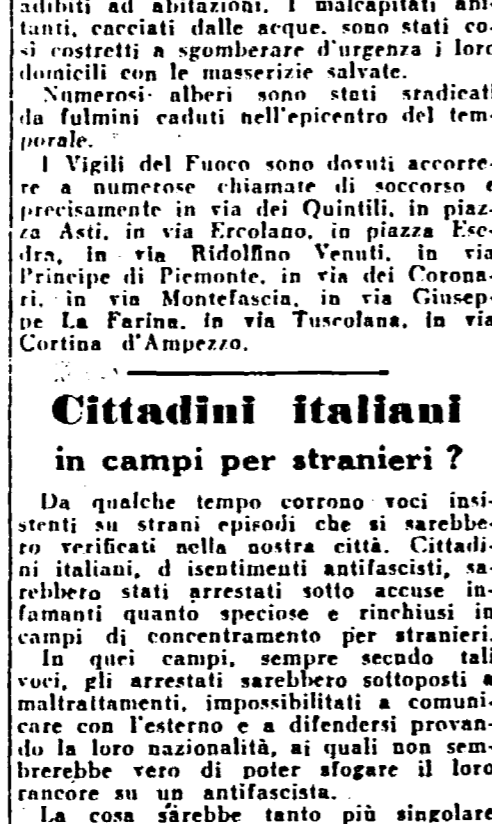 adibiti ad abitazioni. I malcapitati abi-
tanti, cacciati dalle acque. sono stati co-
sì costretti a sgomberare d'urgenza i loro
domicili con le masserizie salvate.
Numerosi alberi sono stati sradicati
da fulmini caduti nell'epicentro del tem-
porale.
I Vigili del Fuoco sono dovuti accorre-
re a numerose chiamate di soccorso e
precisamente in via dei Quintili, in piaz-
za Asti, in via Ercolano, in piazza Ese-
dra, in via Ridolfino Venuti, in via
Principe di Piemonte, in via dei Corona-
ri, in via Montefascia, in via Giusep-
pe La Farina, in via Tuscolana, in via
Cortina d'Ampezzo.
Cittadini italiani
in campi per stranieri ?
Da qualche tempo corrono voci insi-
stenti su strani episodi che si sarebbe-
ro verificati nella nostra città. Cittadi-
ni italiani, d isentimenti antifascisti, sa-
rebbero stati arrestati sotto accuse in-
famanti quanto speciose e rinchiusi in
campi di concentramento per stranieri.
In quei campi, sempre secndo tali
voci, gli arrestati sarebbero sottoposti a
maltrattamenti, impossibilitati a comuni-
care con l'esterno e a difendersi provan-
do la loro nazionalità, ai quali non sem-
brerebbe vero di poter sfogare il loro
rancore su un antifascista.
La cosa sarebbe tanto più singolare